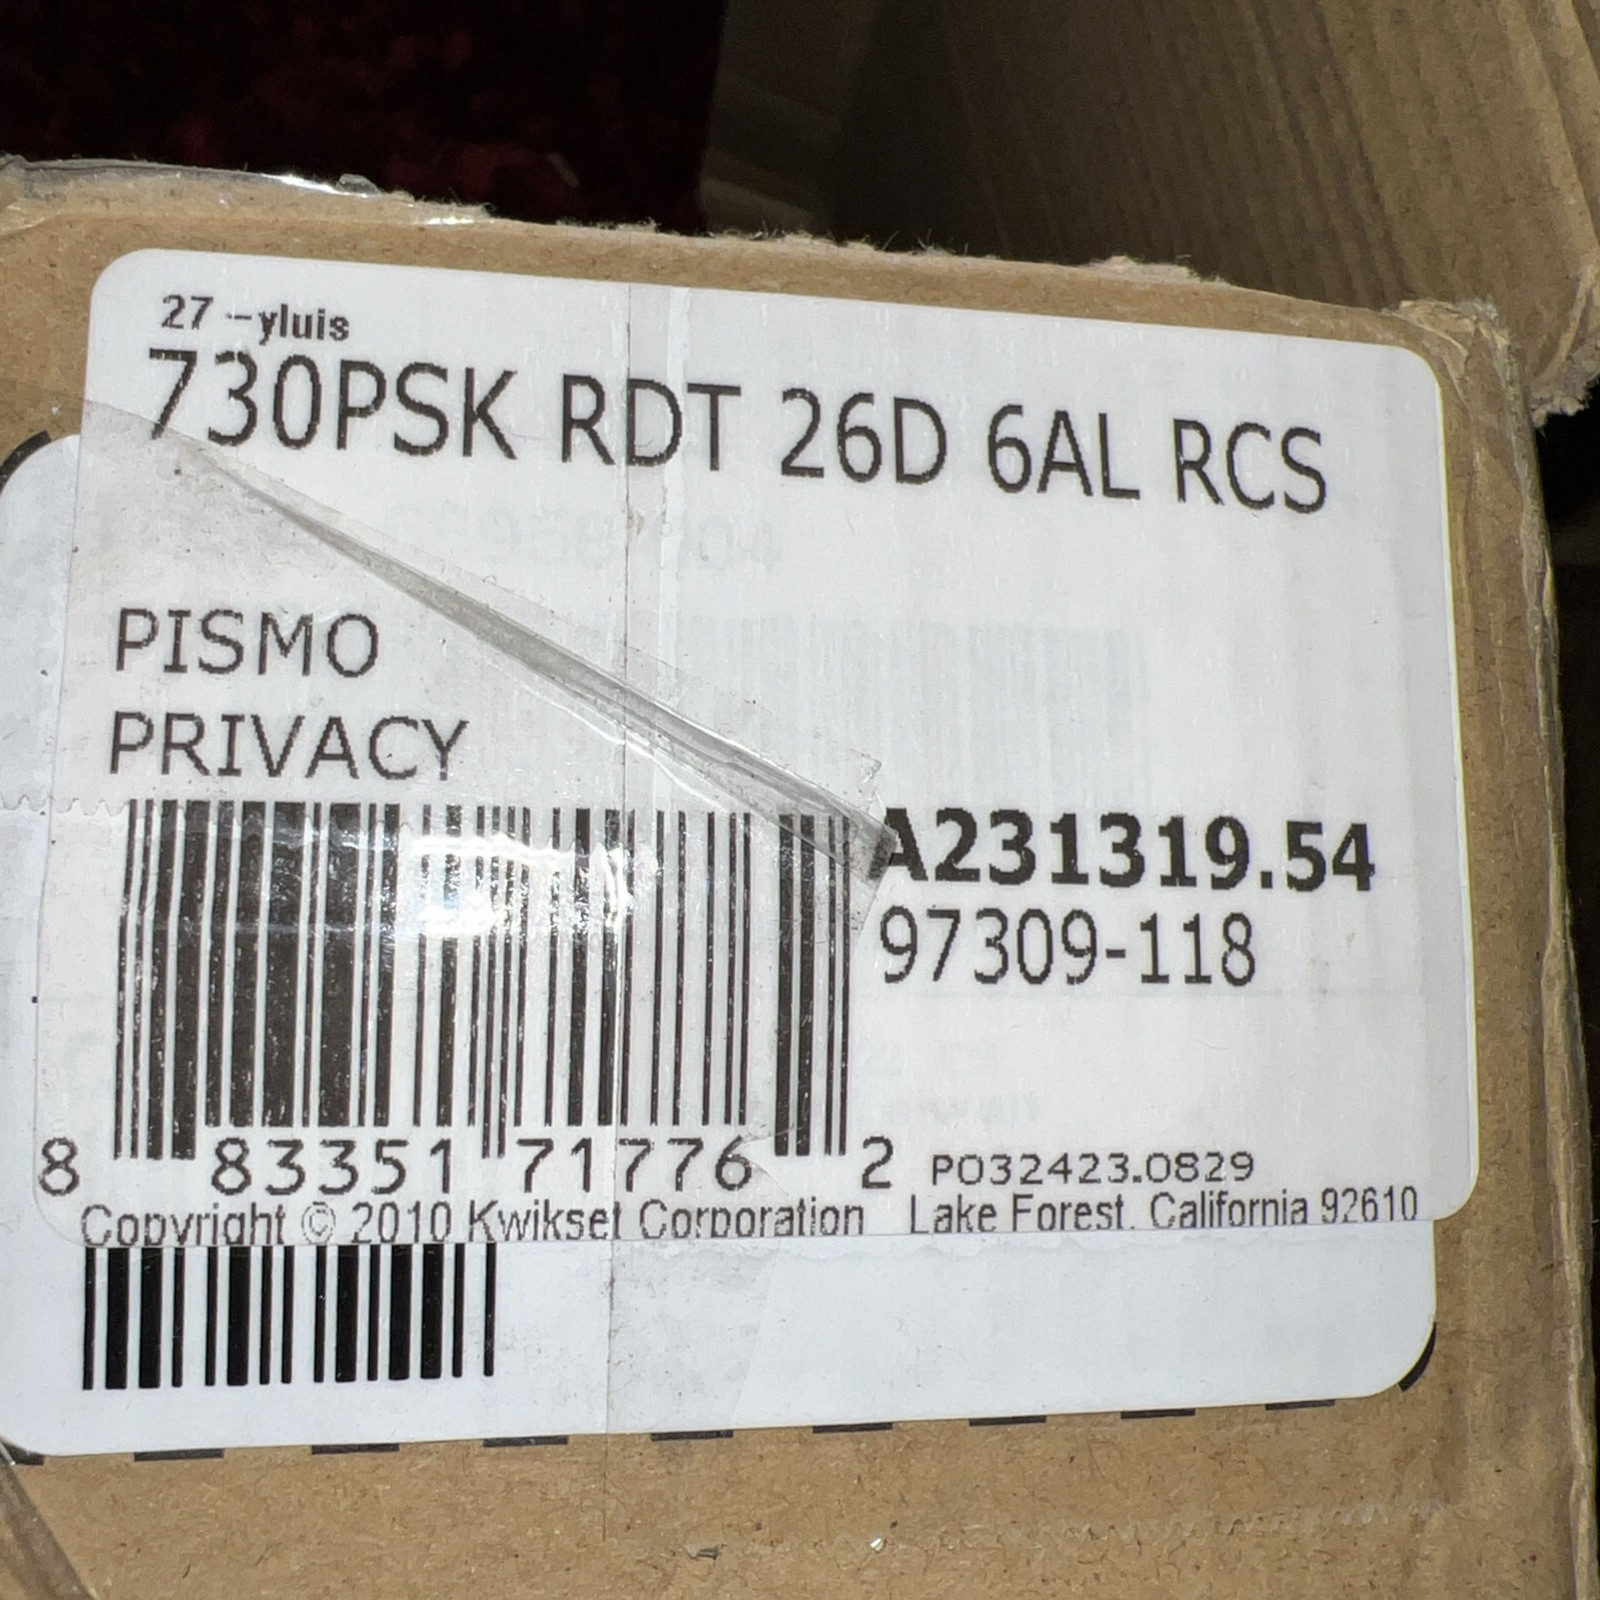 27 -yluis
730PSK RDT 26D 6AL RCS
PISMO
PRIVACY
A231319.54
97309-118
8 83351 71776 2 PO32423.0829
Copyright © 2010 Kwikset Corporation Lake Forest, California 92610